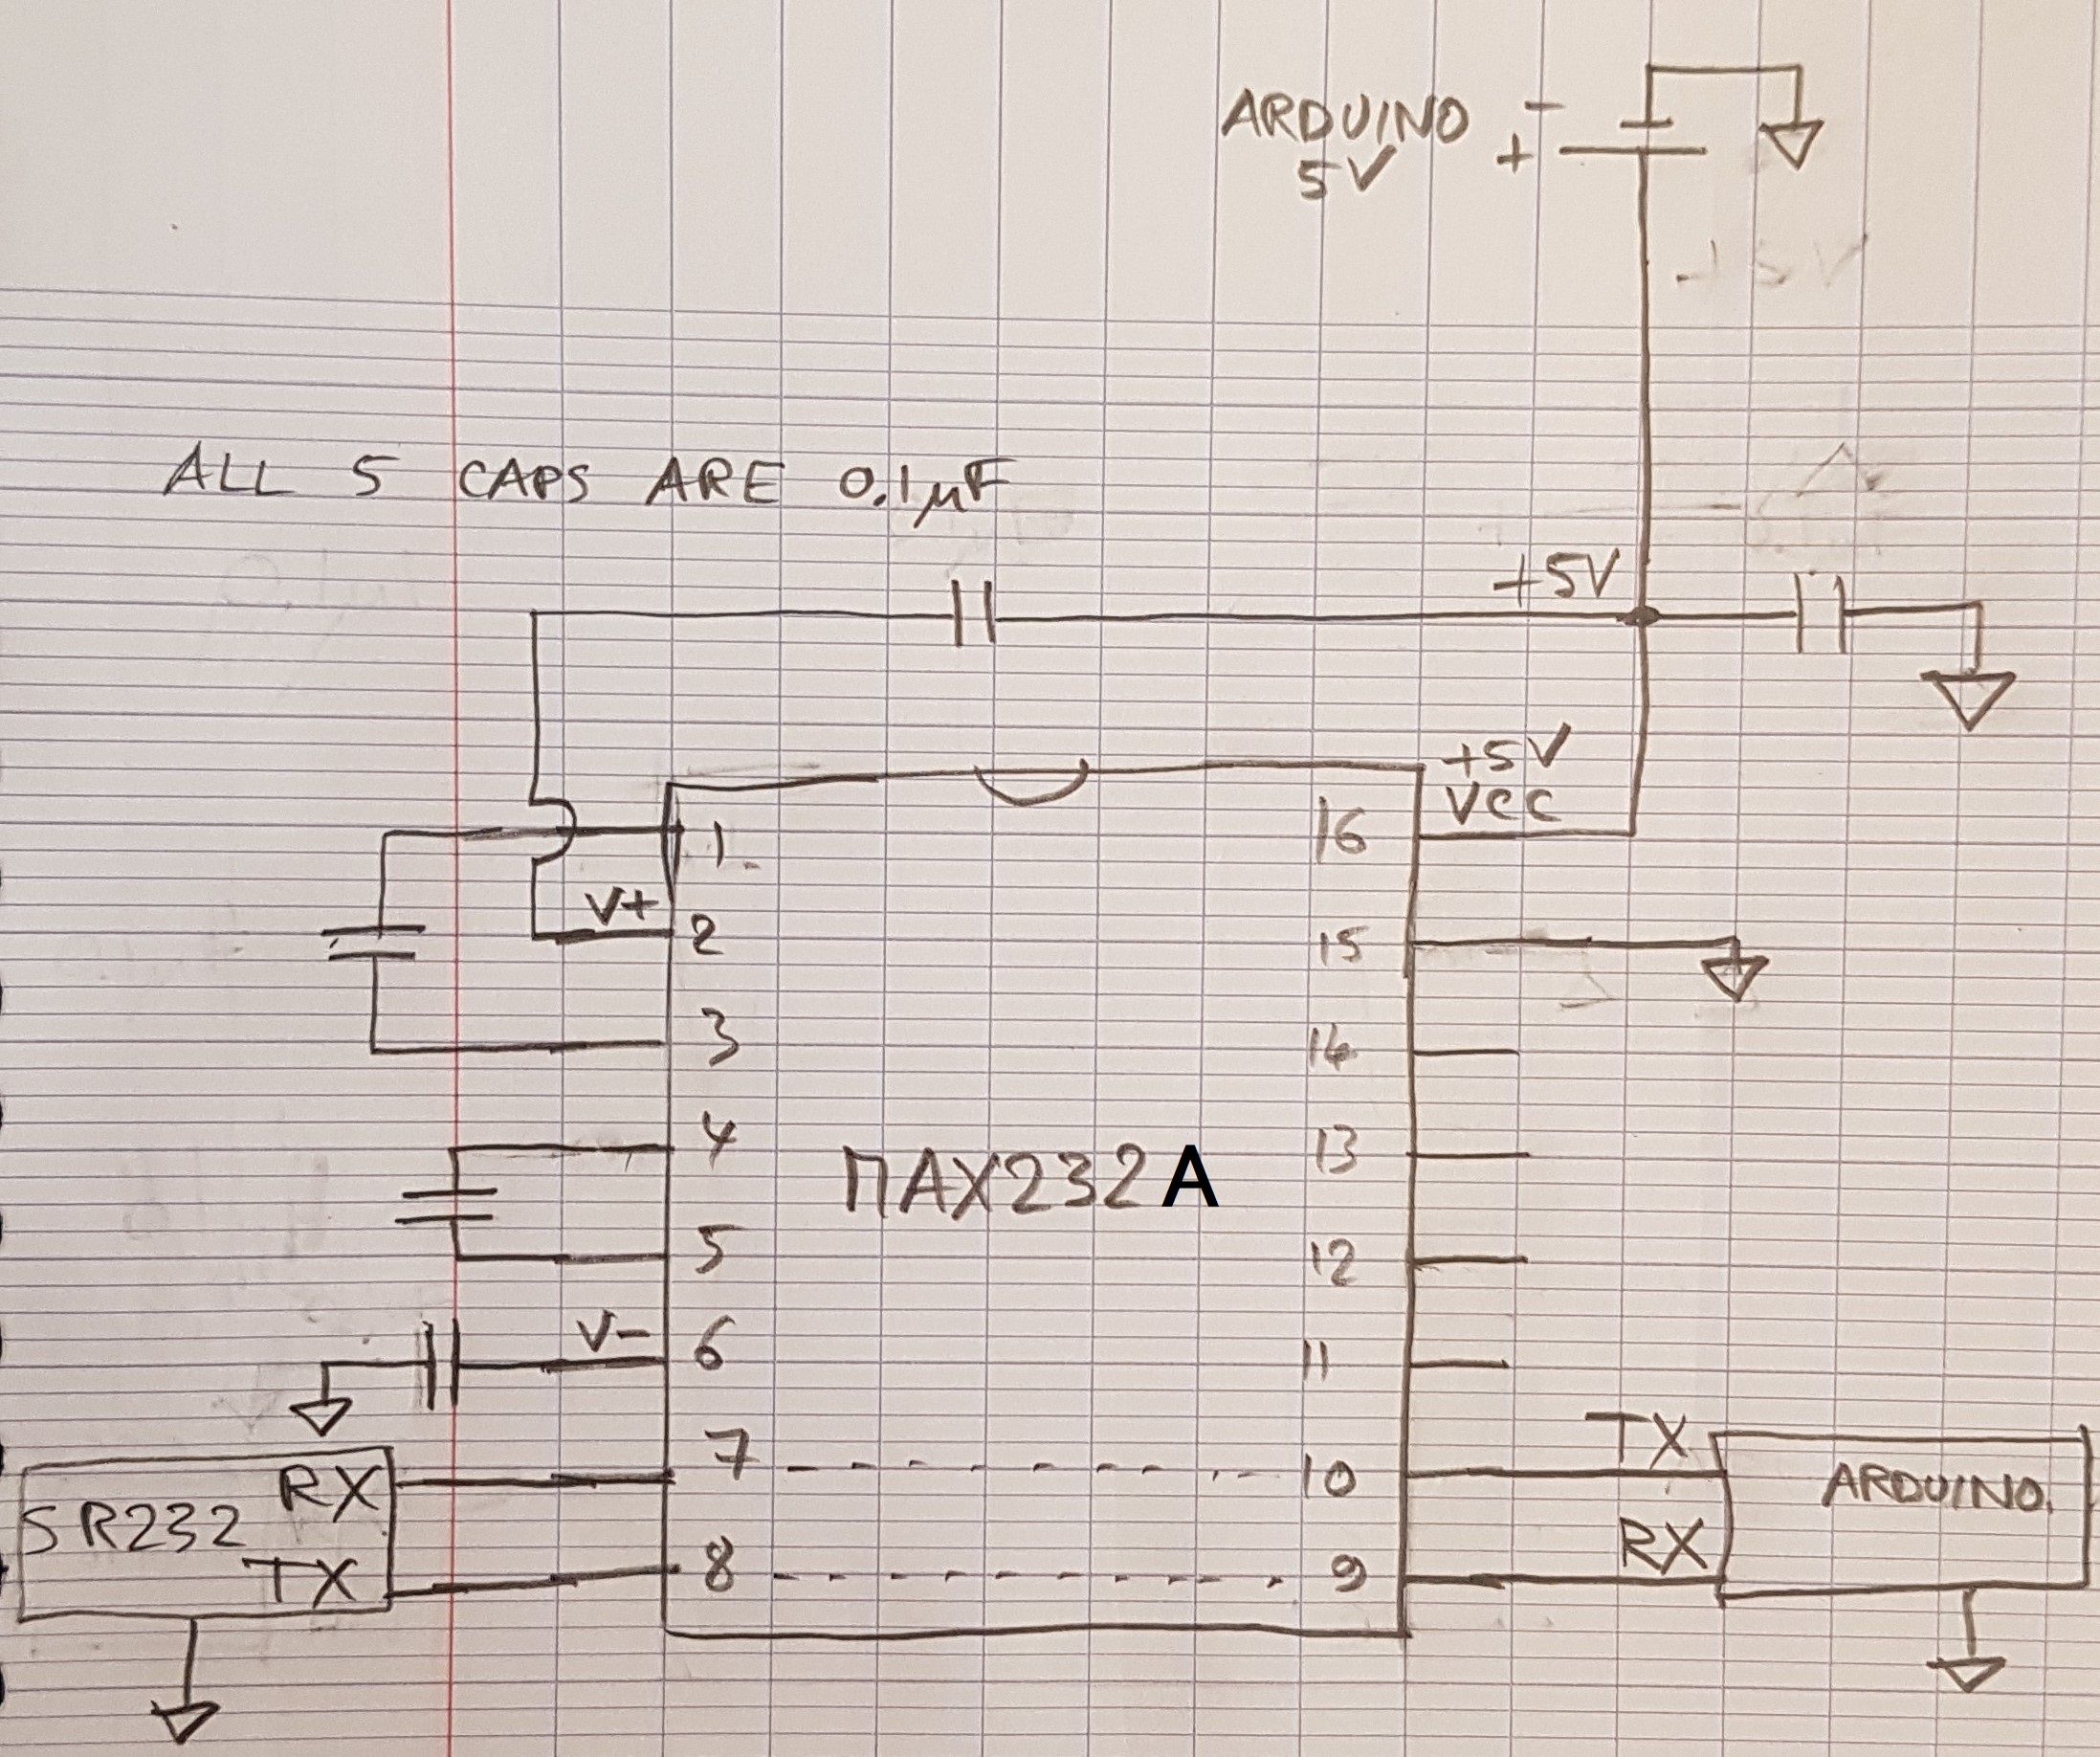 ARDUINO
5V
-
+
ALL 5 CAPS ARE 0.1µF
+5V
+5V
VCC
1
16
V+
2
15
3
14
4
13
MAX232A
5
12
V-
6
11
7
10
TX
RX
ARDUINO
SR232
TX
8
9
RX